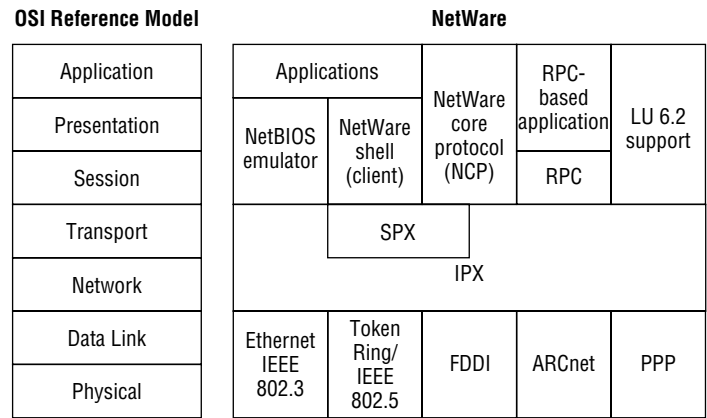 OSI Reference Model
NetWare
Application
Presentation
Session
Transport
Network
Data Link
Physical
Applications
NetBIOS
emulator
NetWare
shell
(client)
NetWare
core
protocol
(NCP)
RPC-
based
application
RPC
LU 6.2
support
SPX
IPX
Ethernet
IEEE
802.3
Token
Ring/
IEEE
802.5
FDDI
ARCnet
PPP